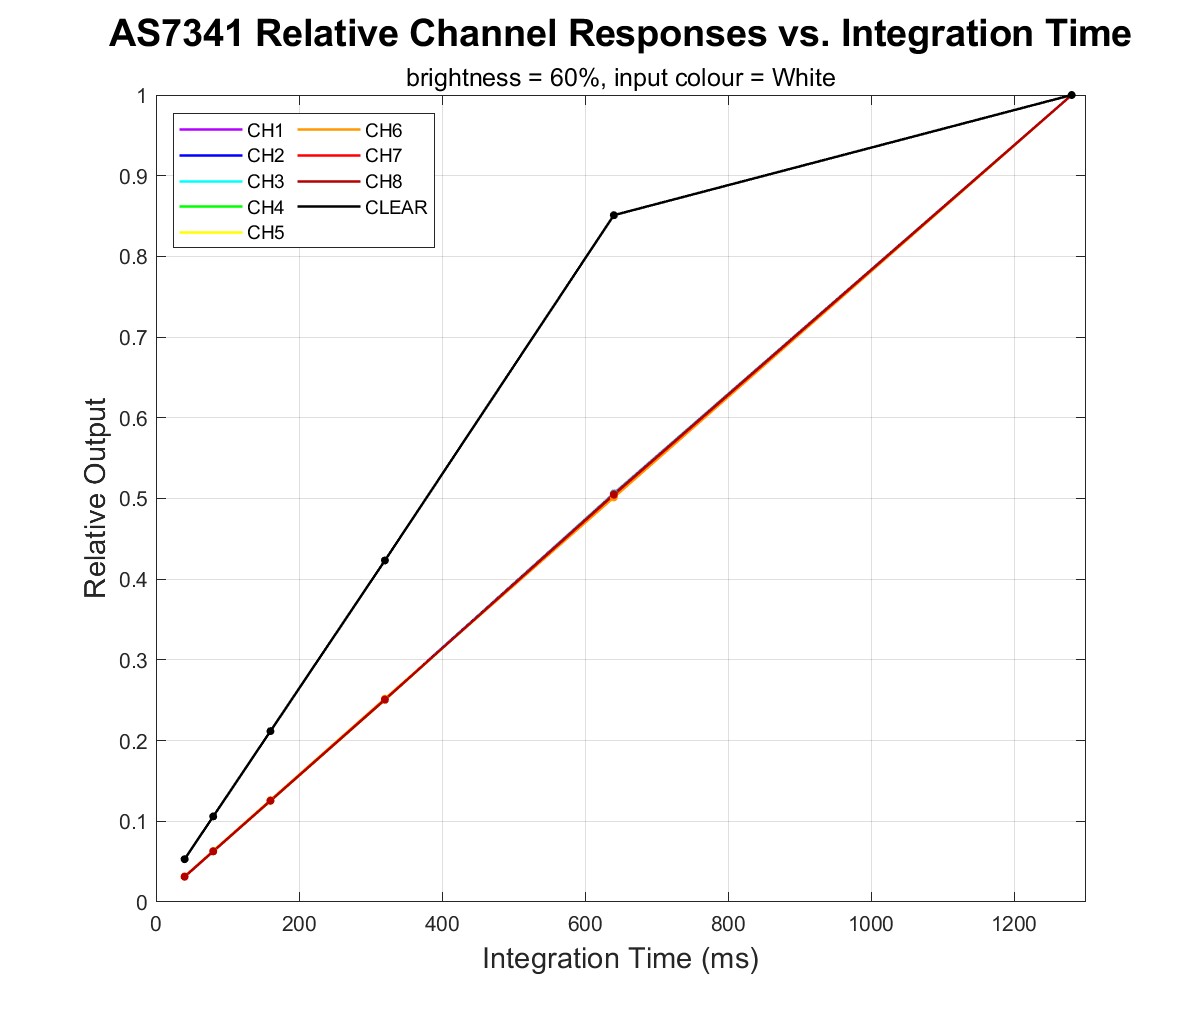 AS7341 Relative Channel Responses vs. Integration Time
brightness = 60%, input colour = White
CH1 CH6
CH2 CH7
CH3 CH8
CH4 CLEAR
CH5
1
0.9
0.8
0.7
0.6
0.5
0.4
0.3
0.2
0.1
0
Relative Output
0 200 400 600 800 1000 1200
Integration Time (ms)